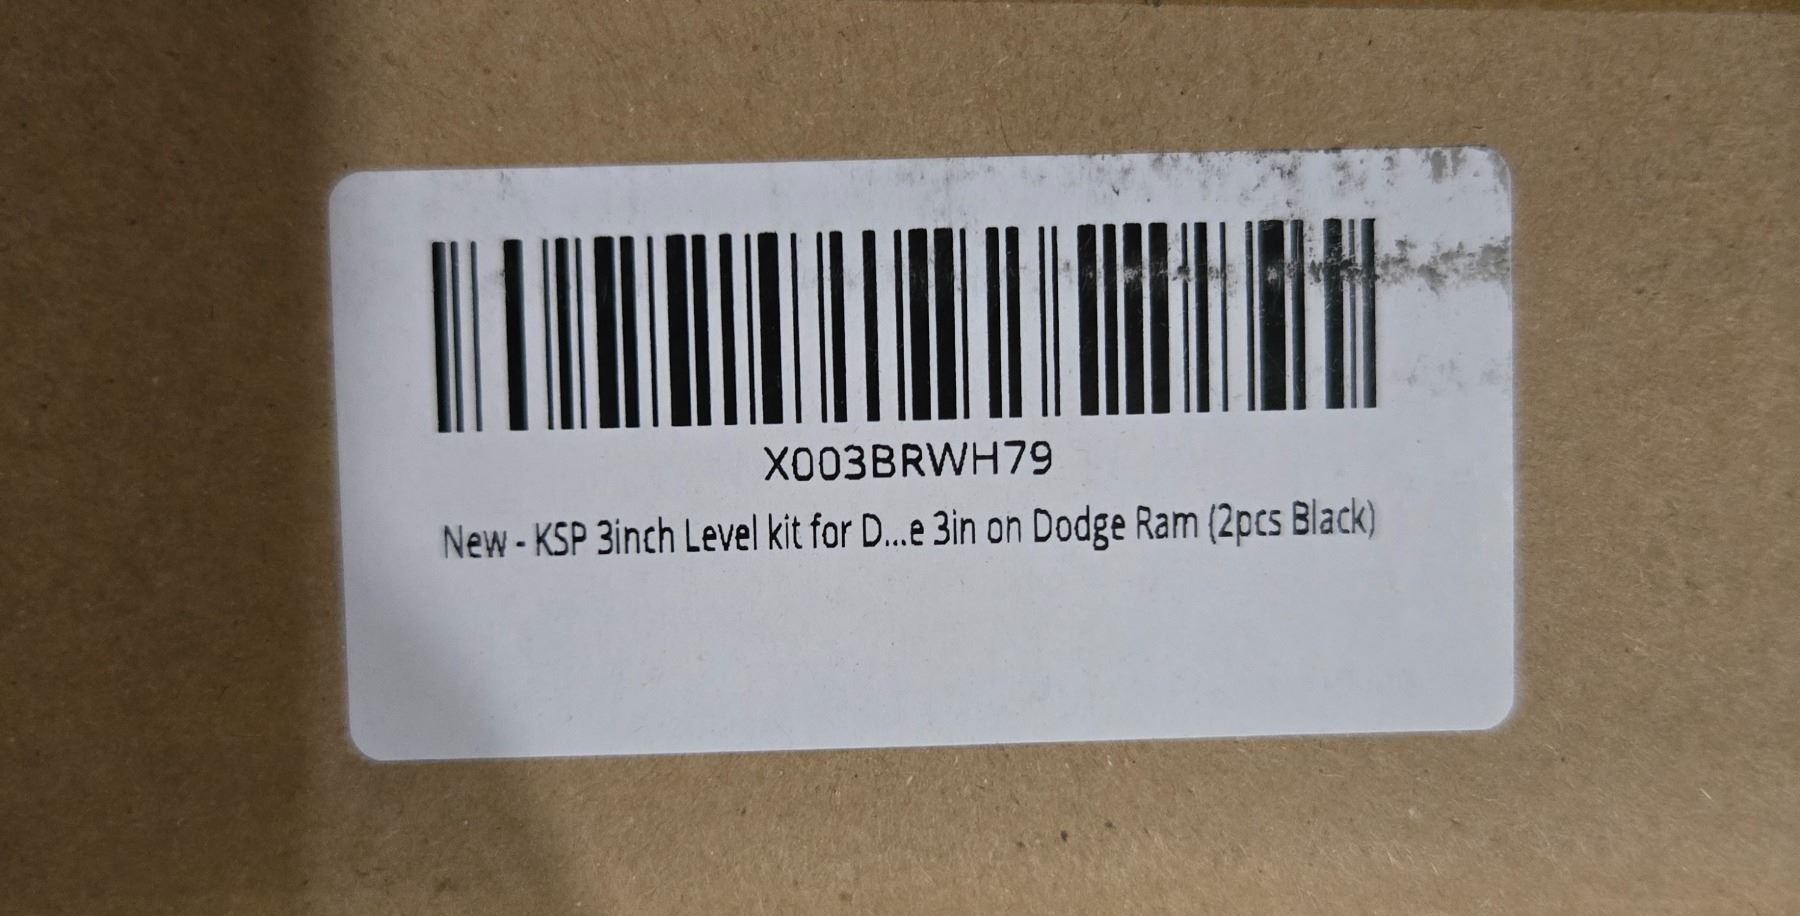 X003BRWH79
New - KSP 3inch Level kit for D...e 3in on Dodge Ram (2pcs Black)